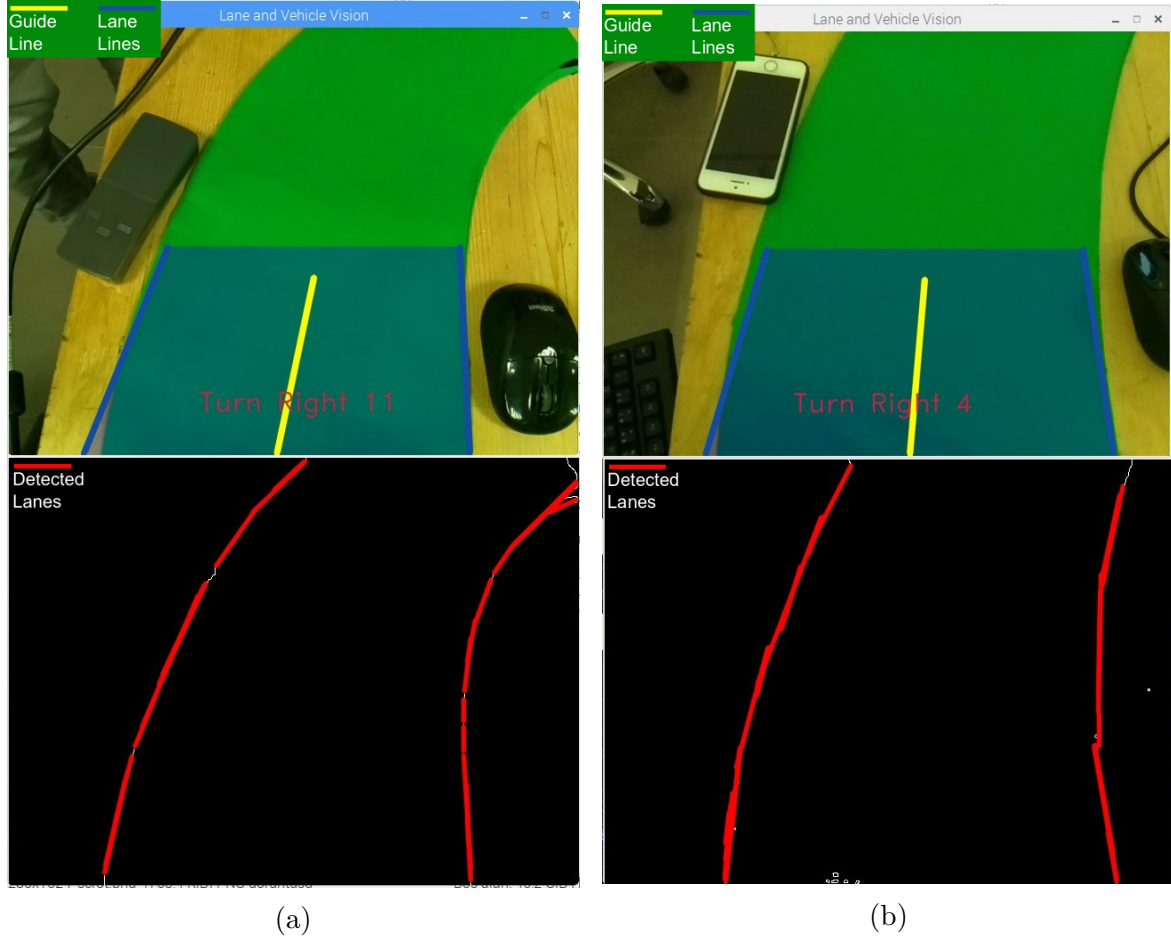 Guide Line
Lane Lines
Lane and Vehicle Vision
Turn Right 11
Detected
Lanes
(a)
Guide Line
Lane Lines
Lane and Vehicle Vision
Turn Right 4
Detected
Lanes
(b)